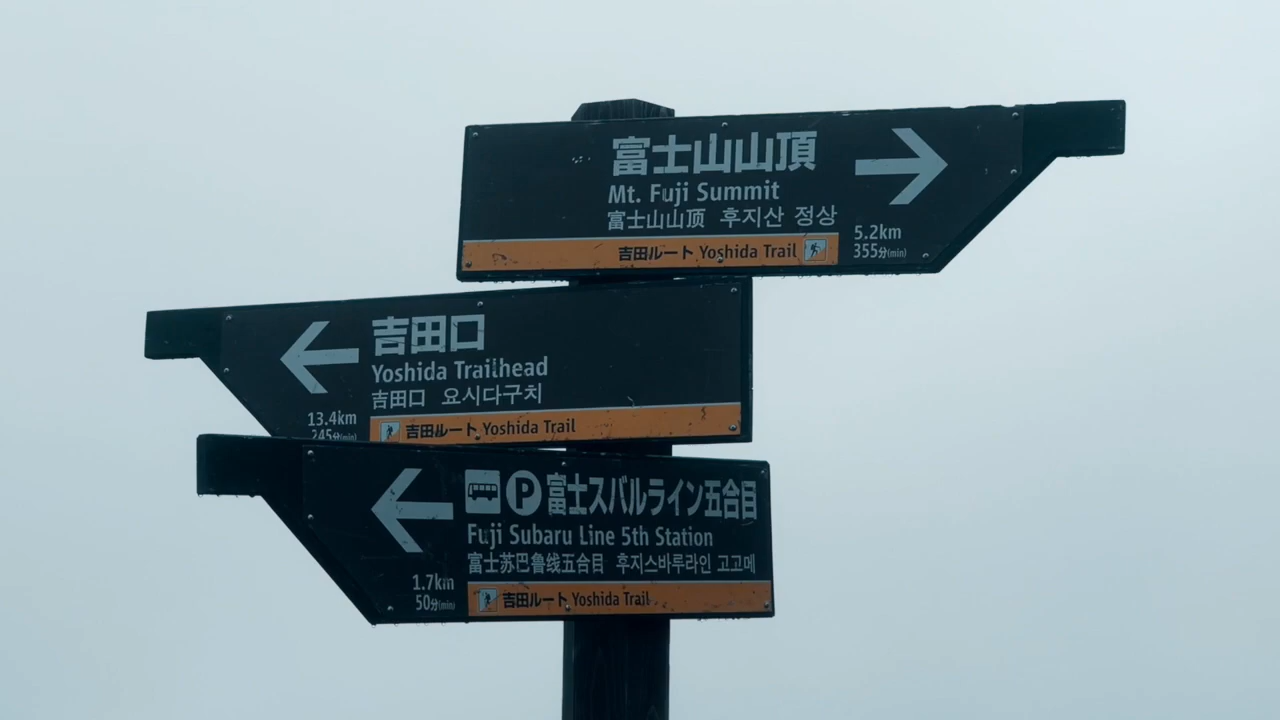 富士山山頂
Mt. Fuji Summit
富士山山顶 후지산 정상
吉田ルート Yoshida Trail
5.2km
355分(min)
吉田口
Yoshida Trailhead
吉田口 요시다구치
吉田ルート Yoshida Trail
13.4km
245分(min)
P 富士スバルライン五合目
Fuji Subaru Line 5th Station
富士苏巴鲁线五合目 후지스바루라인 고고메
吉田ルート Yoshida Trail
1.7km
50分(min)